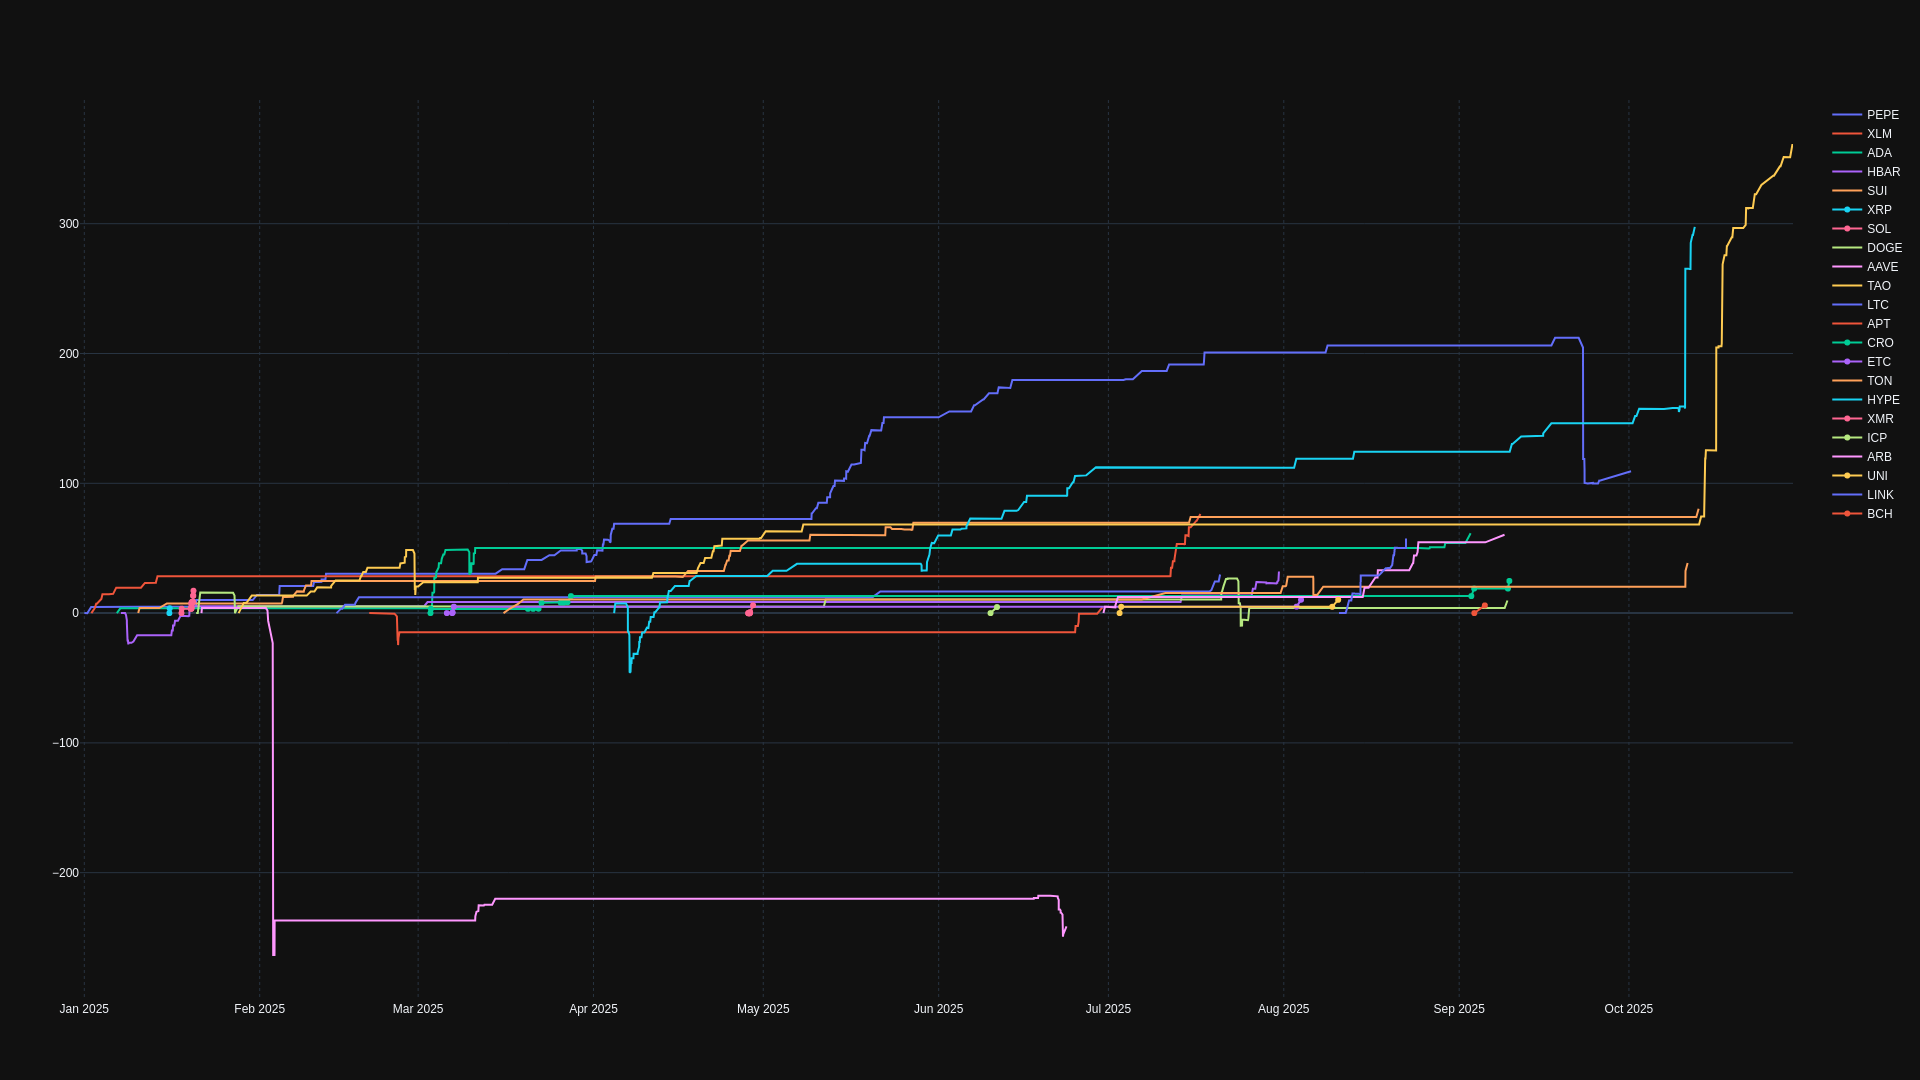 300
200
100
0
−100
−200
Jan 2025
Feb 2025
Mar 2025
Apr 2025
May 2025
Jun 2025
Jul 2025
Aug 2025
Sep 2025
Oct 2025
PEPE
XLM
ADA
HBAR
SUI
XRP
SOL
DOGE
AAVE
TAO
LTC
APT
CRO
ETC
TON
HYPE
XMR
ICP
ARB
UNI
LINK
BCH